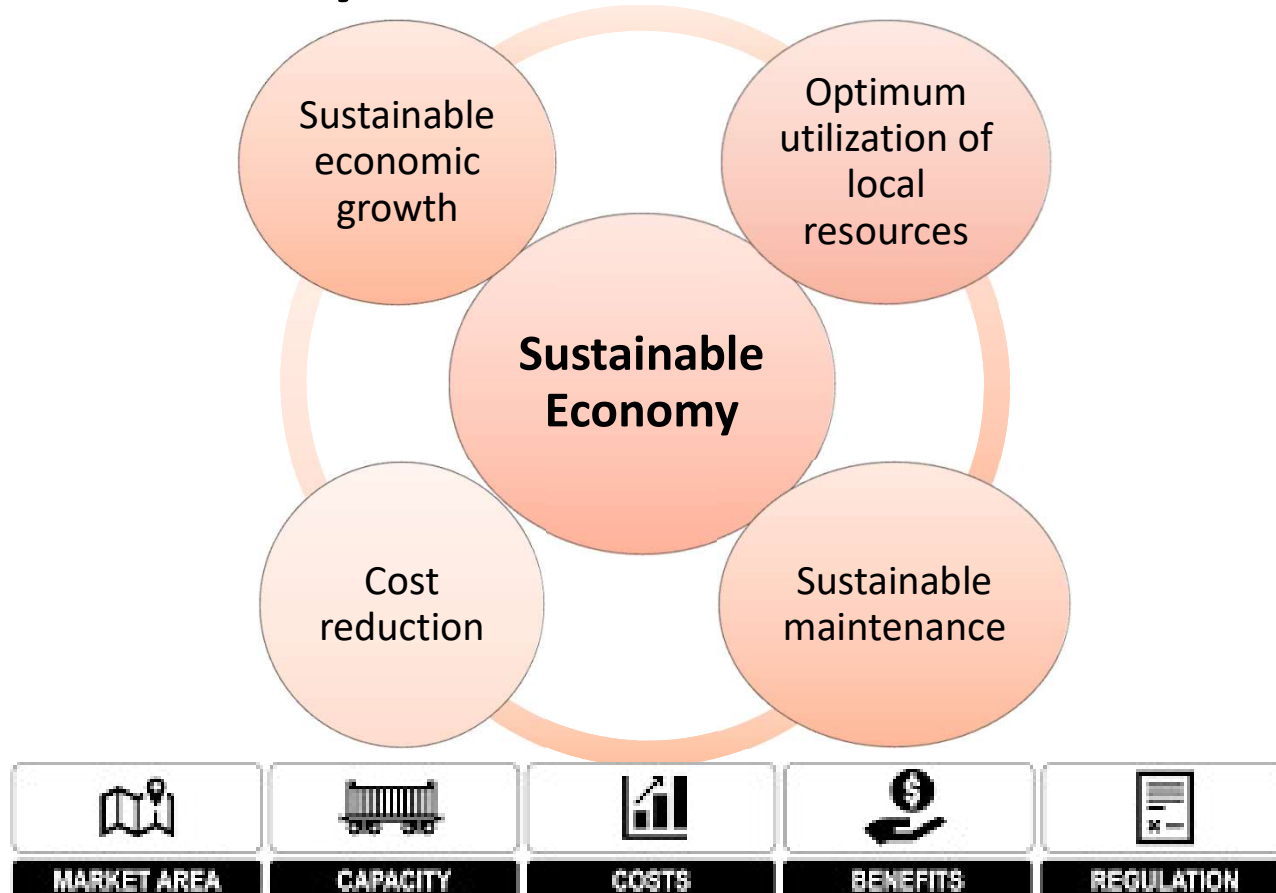 Sustainable
economic
growth
Optimum
utilization of
local
resources
Sustainable
Economy
Cost
reduction
Sustainable
maintenance
MARKET AREA
CAPACITY
COSTS
BENEFITS
REGULATION